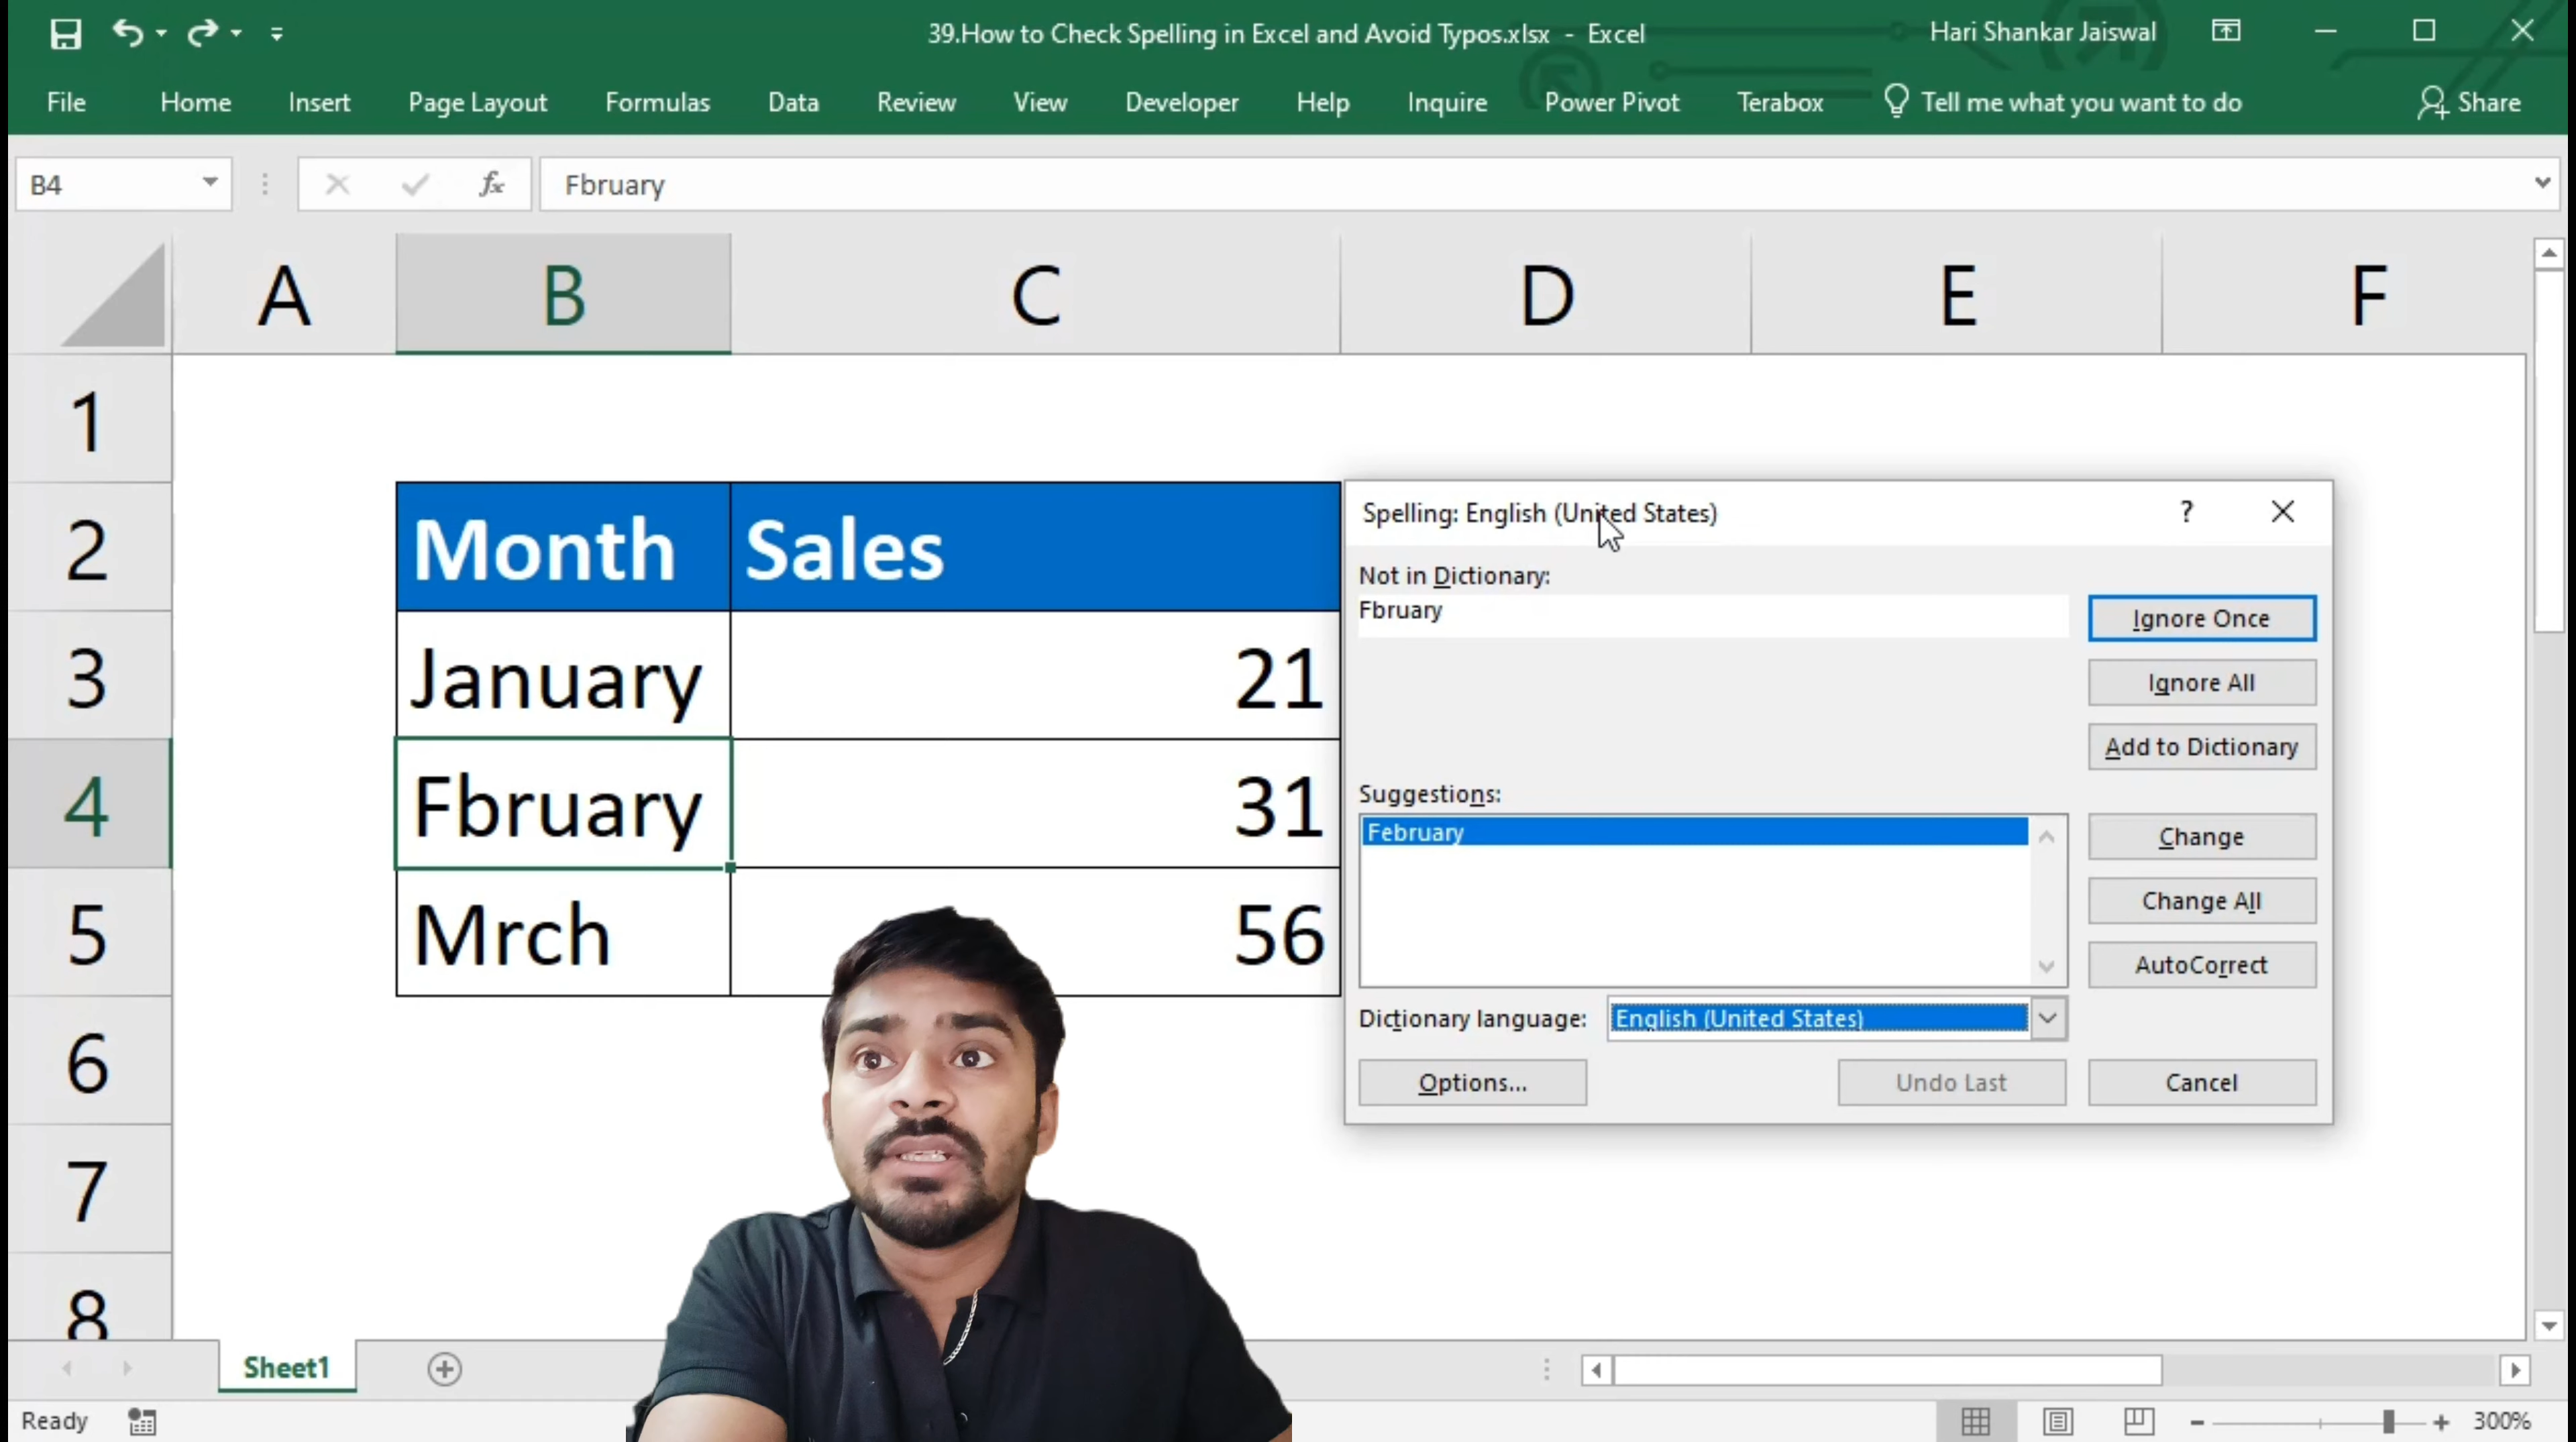 39.How to Check Spelling in Excel and Avoid Typos.xlsx - Excel
Hari Shankar Jaiswal
File Home Insert Page Layout Formulas Data Review View Developer Help Inquire Power Pivot Terabox Tell me what you want to do Share
B4 fx Fbruary
A B C D E F
1
2 Month Sales
3 January 21
4 Fbruary 31
5 Mrch 56
6
7
8
Spelling: English (United States) ?
Not in Dictionary:
Fbruary
Ignore Once
Ignore All
Add to Dictionary
Suggestions:
February
Change
Change All
AutoCorrect
Dictionary language: English (United States)
Options... Undo Last Cancel
Sheet1
Ready 300%